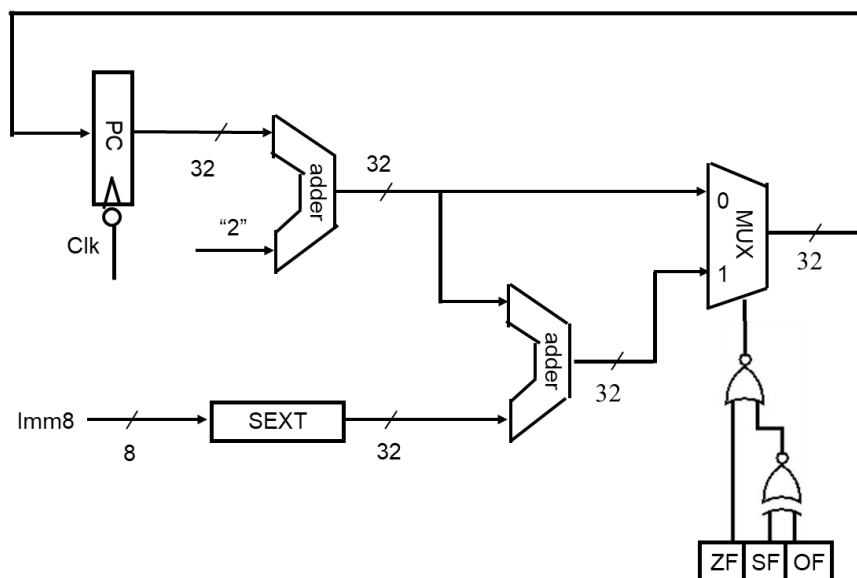 PC
32
Clk
"2"
adder
32
0
1
MUX
32
adder
32
Imm8
8
SEXT
32
ZF SF OF